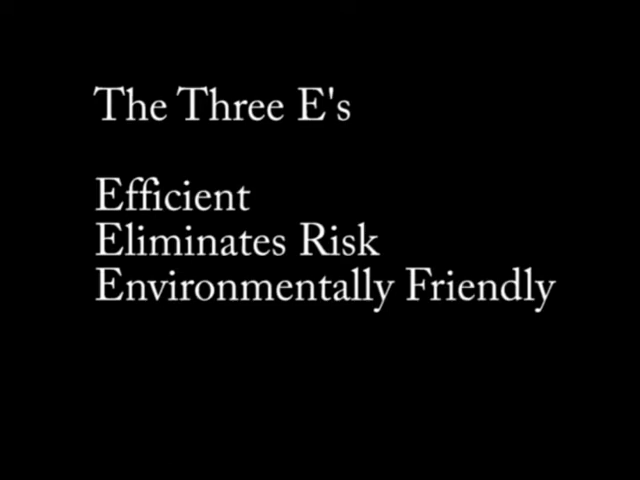 The Three E's
Efficient
Eliminates Risk
Environmentally Friendly